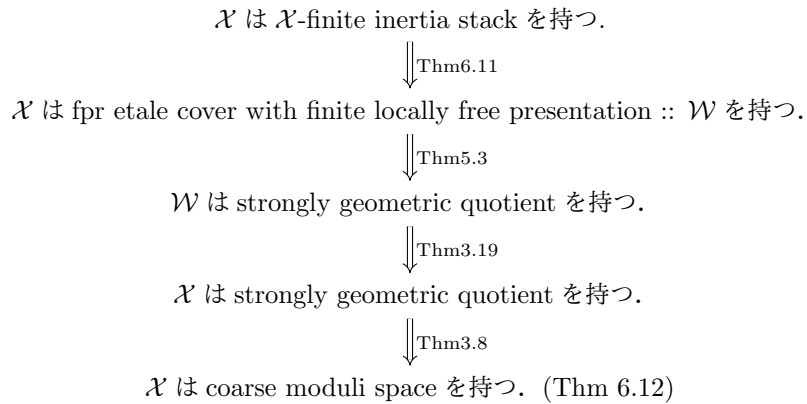 𝒳 は 𝒳-finite inertia stack を持つ.
Thm6.11
𝒳 は fpr etale cover with finite locally free presentation :: 𝒲 を持つ.
Thm5.3
𝒲 は strongly geometric quotient を持つ.
Thm3.19
𝒳 は strongly geometric quotient を持つ.
Thm3.8
𝒳 は coarse moduli space を持つ. (Thm 6.12)